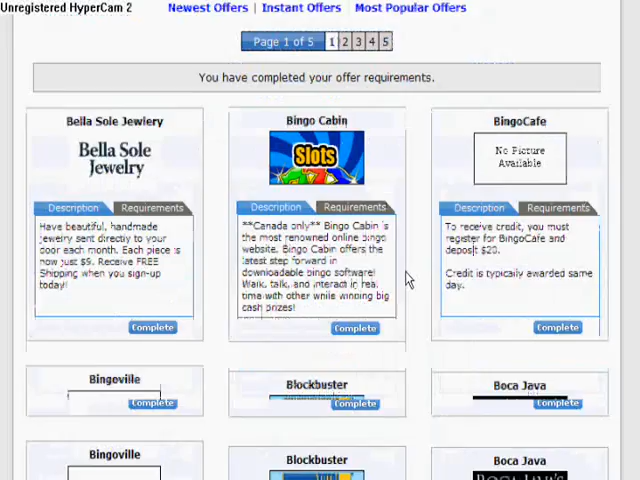 Unregistered HyperCam 2
Newest Offers | Instant Offers | Most Popular Offers
Page 1 of 5 1 2 3 4 5
You have completed your offer requirements.
Bella Sole Jewlery
Bella Sole
Jewelry
Description Requirements
Have beautiful, handmade
jewelry sent directly to your
door each month. Each piece is
now just $9. Receive FREE
Shipping when you sign-up
today!
Complete
Bingo Cabin
Slots
Description Requirements
**Canada only** Bingo Cabin is
the most renowned online bingo
website. Bingo Cabin offers the
latest step forward in
downloadable bingo software!
Walk, talk, and interact in real
time with other while winning big
cash prizes!
Complete
BingoCafe
No Picture
Available
Description Requirements
To receive credit, you must
register for BingoCafe and
deposit $20.
Credit is typically awarded same
day.
Complete
Bingoville
Complete
Blockbuster
Complete
Boca Java
Complete
Bingoville
Blockbuster
Boca Java
BOCA JAVA'S